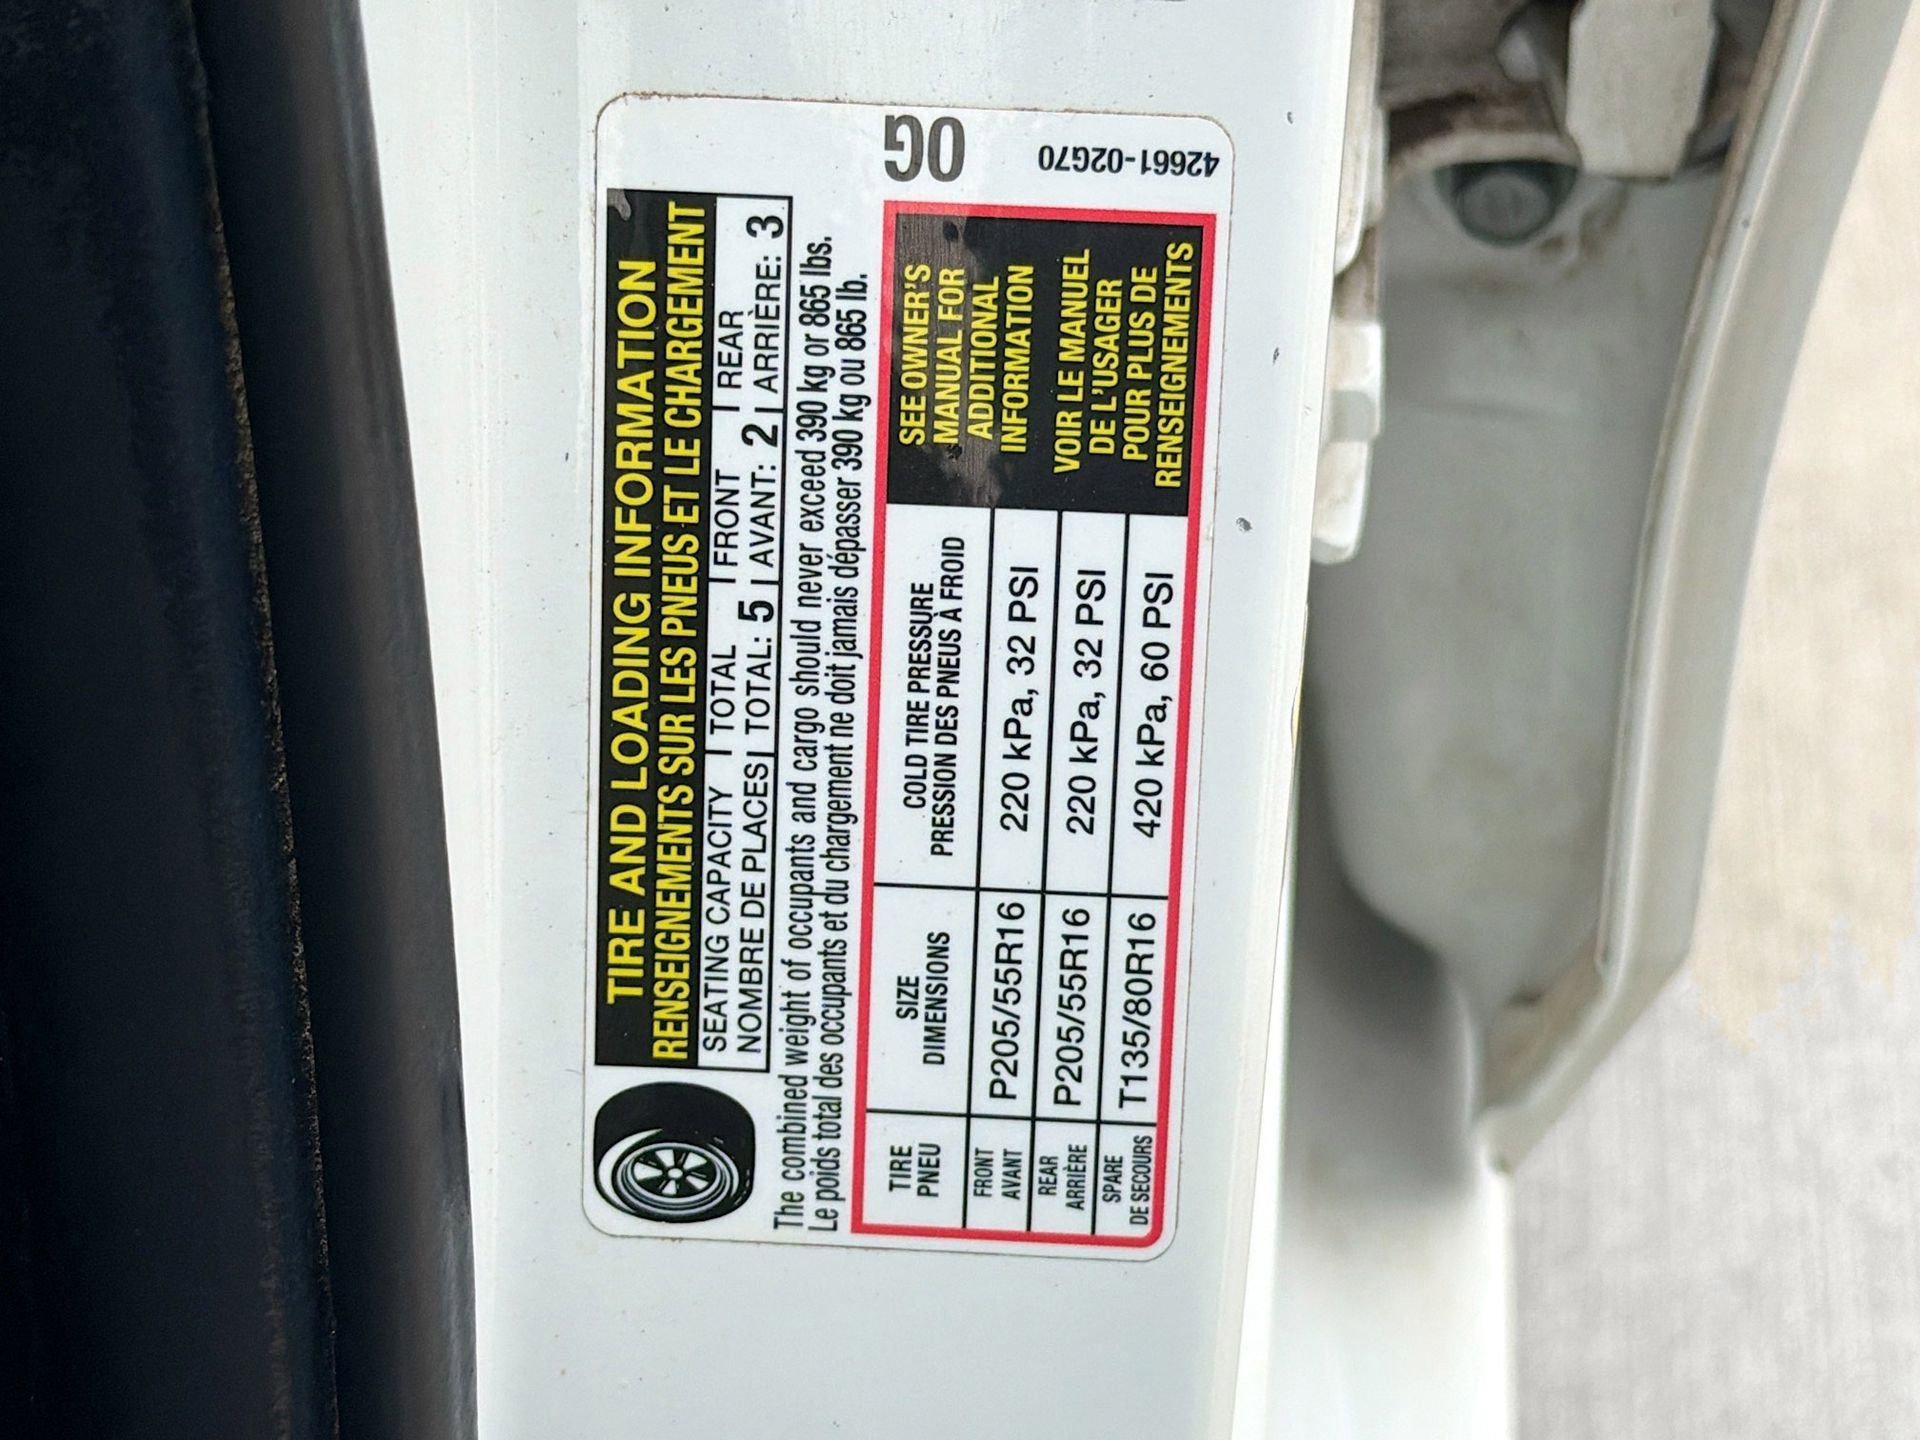 TIRE AND LOADING INFORMATION
RENSEIGNEMENTS SUR LES PNEUS ET LE CHARGEMENT
SEATING CAPACITY | TOTAL | FRONT | REAR
NOMBRE DE PLACES | TOTAL: 5 | AVANT: 2 | ARRIÈRE: 3
The combined weight of occupants and cargo should never exceed 390 kg or 865 lbs.
Le poids total des occupants et du chargement ne doit jamais dépasser 390 kg ou 865 lb.
TIRE SIZE COLD TIRE PRESSURE
PNEU DIMENSIONS PRESSION DES PNEUS À FROID
FRONT
AVANT P205/55R16 220 kPa, 32 PSI
REAR
ARRIÈRE P205/55R16 220 kPa, 32 PSI
SPARE
DE SECOURS T135/80R16 420 kPa, 60 PSI
SEE OWNER'S
MANUAL FOR
ADDITIONAL
INFORMATION
VOIR LE MANUEL
DE L'USAGER
POUR PLUS DE
RENSEIGNEMENTS
0G
42661-02G70